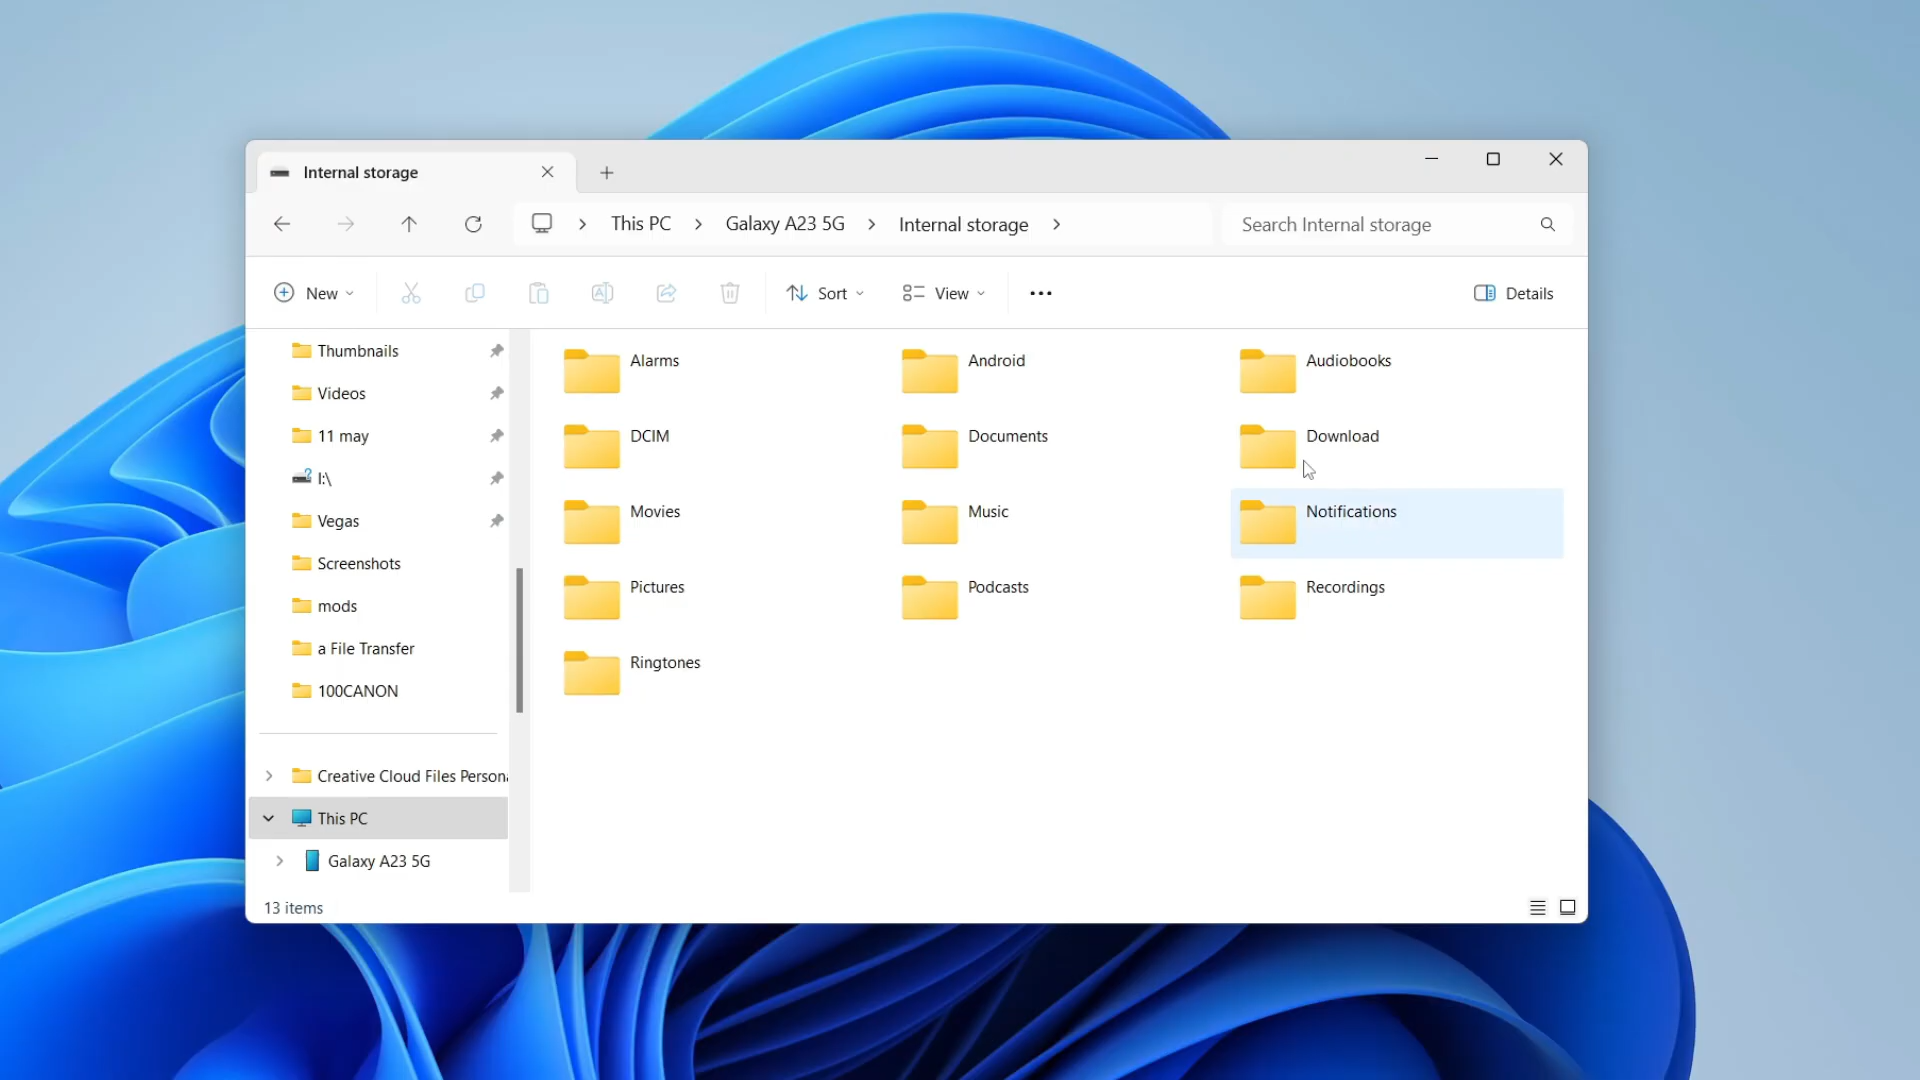 Internal storage
This PC
Galaxy A23 5G
Internal storage
Search Internal storage
New
Sort
View
Details
Thumbnails
Videos
11 may
I:\
Vegas
Screenshots
mods
a File Transfer
100CANON
Creative Cloud Files Persona
This PC
Galaxy A23 5G
Alarms
Android
Audiobooks
DCIM
Documents
Download
Movies
Music
Notifications
Pictures
Podcasts
Recordings
Ringtones
13 items